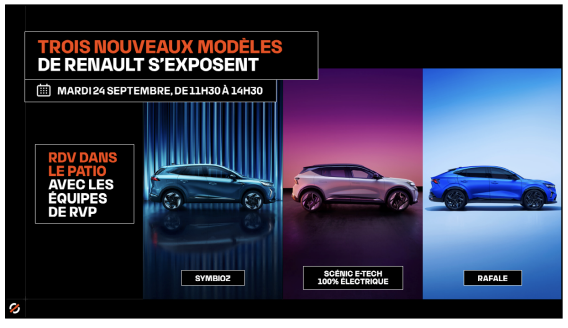 TROIS NOUVEAUX MODÈLES
DE RENAULT S'EXPOSENT
MARDI 24 SEPTEMBRE, DE 11H30 À 14H30
RDV DANS
LE PATIO
AVEC LES
ÉQUIPES
DE RVP
SYMBIOZ
SCÉNIC E-TECH
100% ÉLECTRIQUE
RAFALE